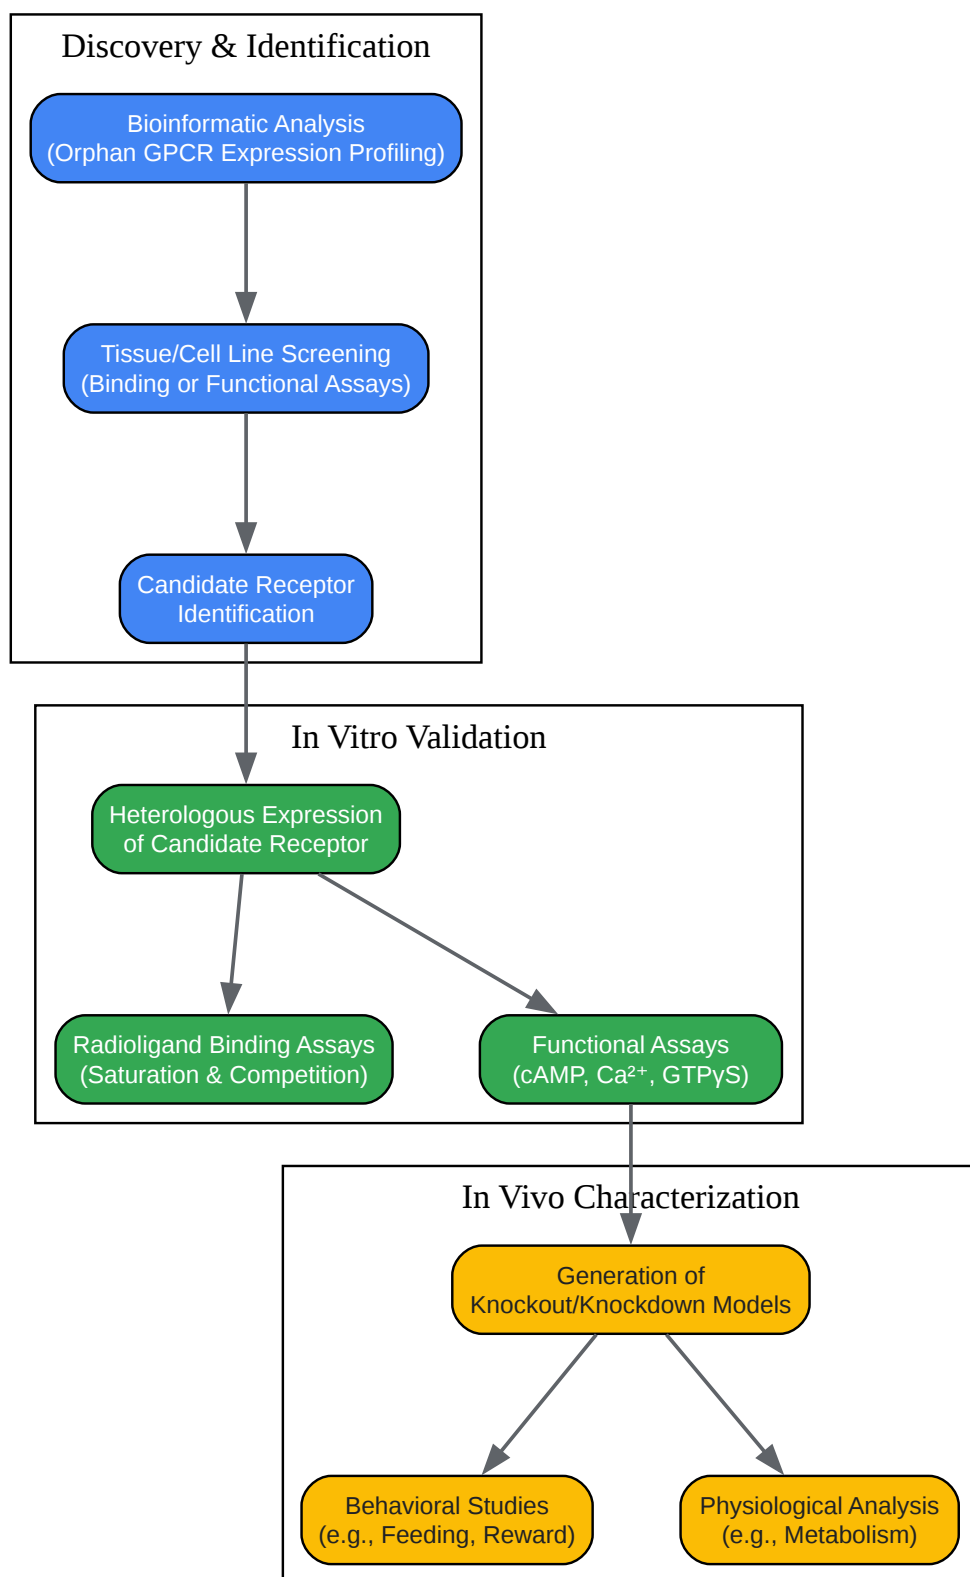 Discovery & Identification
Bioinformatic Analysis
(Orphan GPCR Expression Profiling)
Tissue/Cell Line Screening
(Binding or Functional Assays)
Candidate Receptor
Identification
In Vitro Validation
Heterologous Expression
of Candidate Receptor
Radioligand Binding Assays
(Saturation & Competition)
Functional Assays
(cAMP, Ca²⁺, GTPγS)
In Vivo Characterization
Generation of
Knockout/Knockdown Models
Behavioral Studies
(e.g., Feeding, Reward)
Physiological Analysis
(e.g., Metabolism)